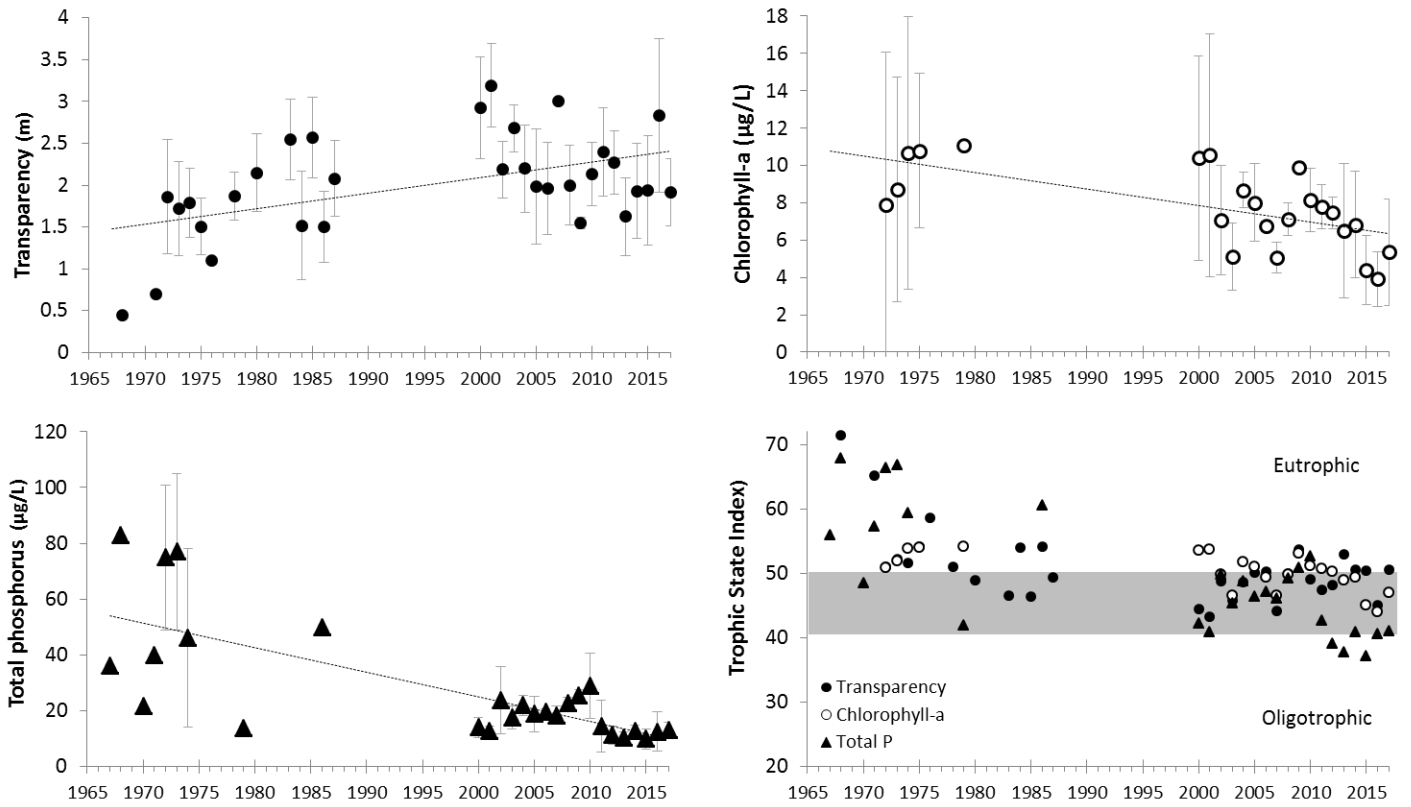 Transparency (m)
4
3.5
3
2.5
2
1.5
1
0.5
0
1965 1970 1975 1980 1985 1990 1995 2000 2005 2010 2015
Chlorophyll-a (µg/L)
18
16
14
12
10
8
6
4
2
0
1965 1970 1975 1980 1985 1990 1995 2000 2005 2010 2015
Total phosphorus (µg/L)
120
100
80
60
40
20
0
1965 1970 1975 1980 1985 1990 1995 2000 2005 2010 2015
Trophic State Index)
70
60
50
40
30
20
Eutrophic
Transparency
Chlorophyll-a
Total P
Oligotrophic
1965 1970 1975 1980 1985 1990 1995 2000 2005 2010 2015